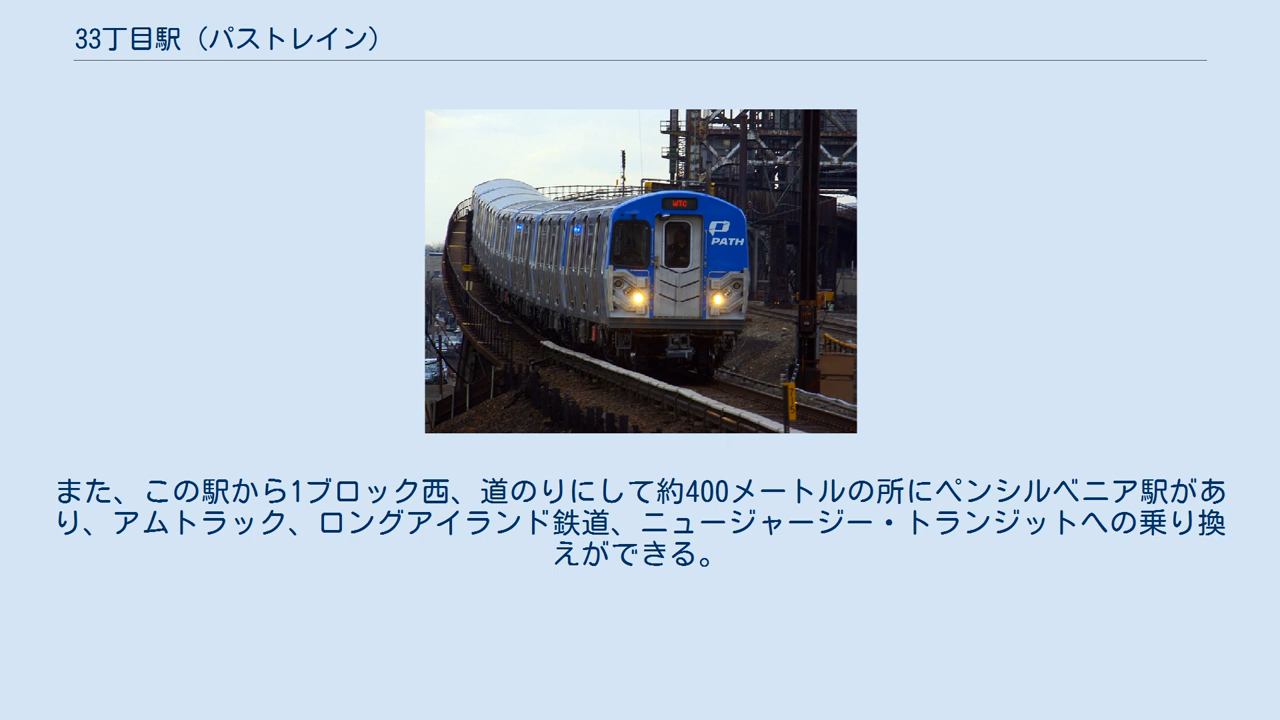 33丁目駅（パストレイン）
WTC
PATH
また、この駅から1ブロック西、道のりにして約400メートルの所にペンシルベニア駅があ
り、アムトラック、ロングアイランド鉄道、ニュージャージー・トランジットへの乗り換
えができる。